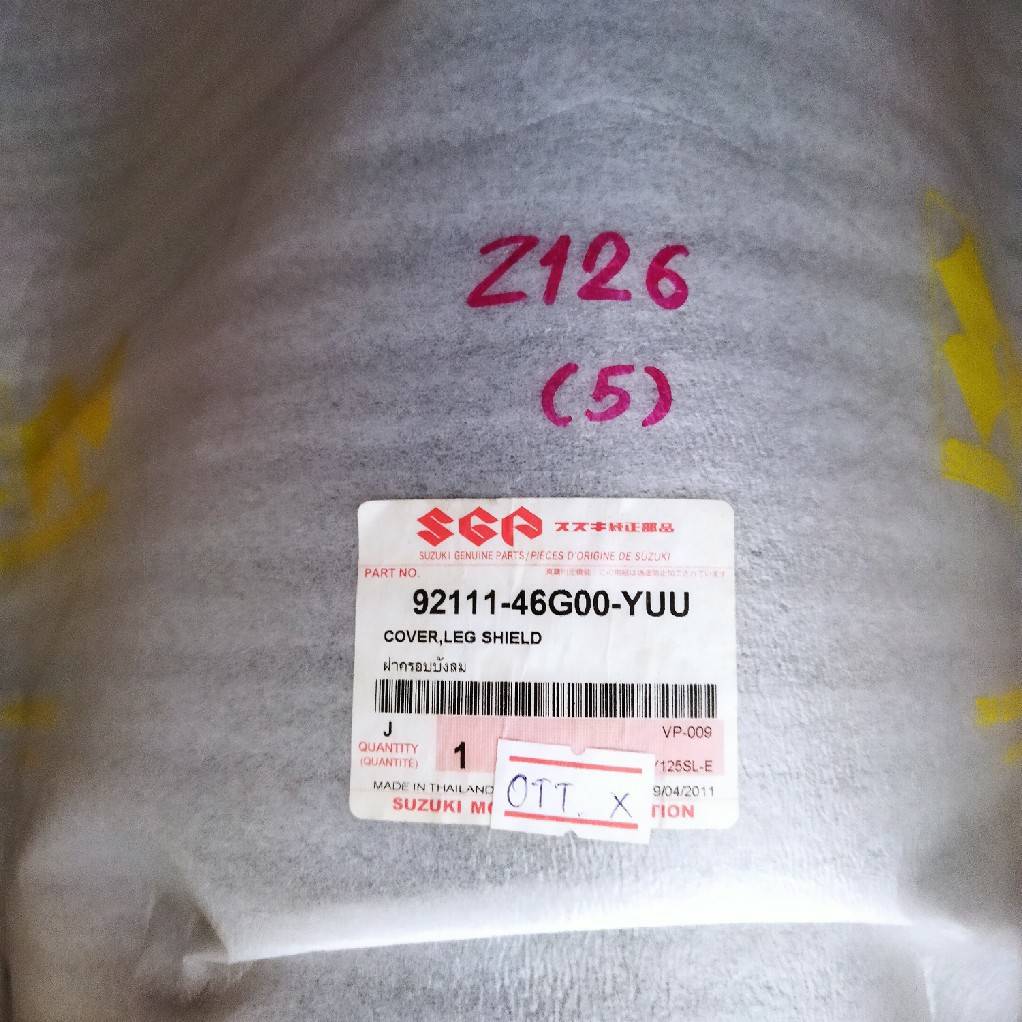 Z126
(5)
SGP スズキ純正部品
SUZUKI GENUINE PARTS/PIÈCES D'ORIGINE DE SUZUKI
PART NO.
92111-46G00-YUU
COVER,LEG SHIELD
ฝาครอบบังลม
J VP-009
QUANTITY
(QUANTITÉ) 1
/125SL-E
MADE IN THAILAND 9/04/2011
SUZUKI MO TION
OTT. X